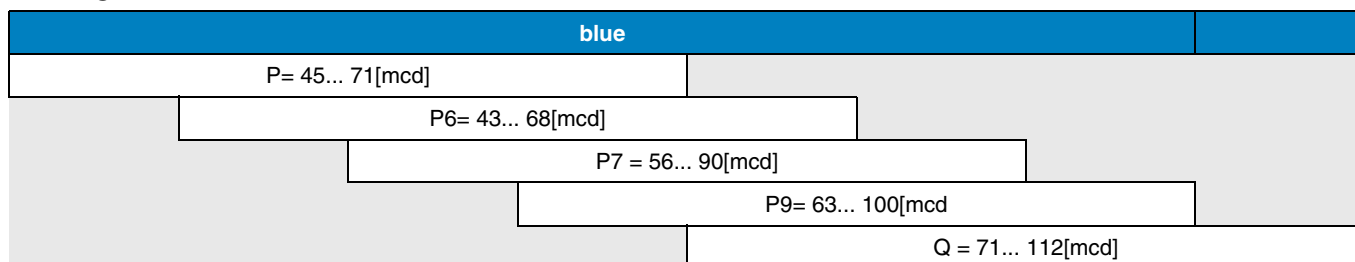 blue
P= 45... 71[mcd]
P6= 43... 68[mcd]
P7 = 56... 90[mcd]
P9= 63... 100[mcd
Q = 71... 112[mcd]